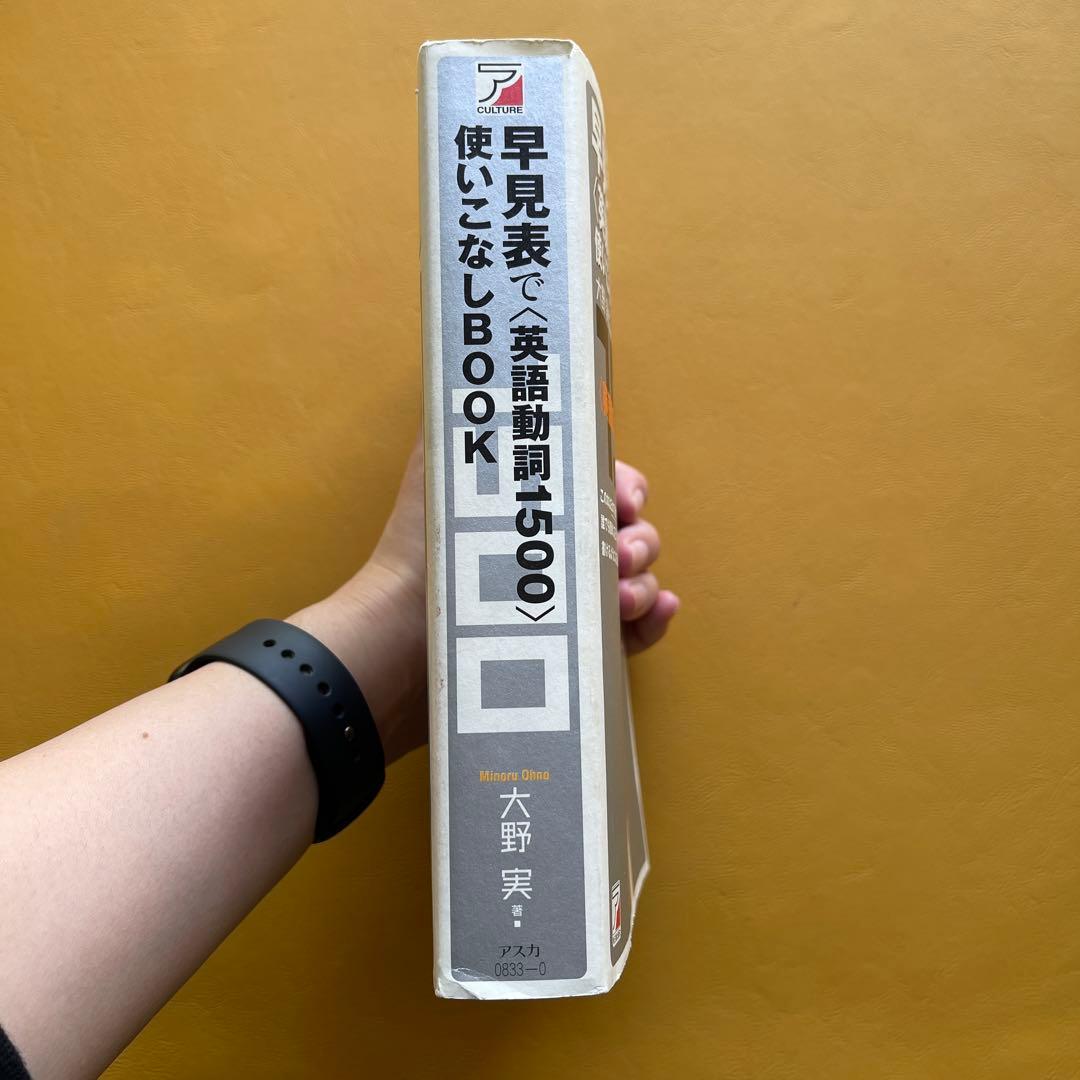 ア
CULTURE
早見表で〈英語動詞1500〉
使いこなしBOOK
Minoru Ohno
大野 実 著・
アスカ
0833-0